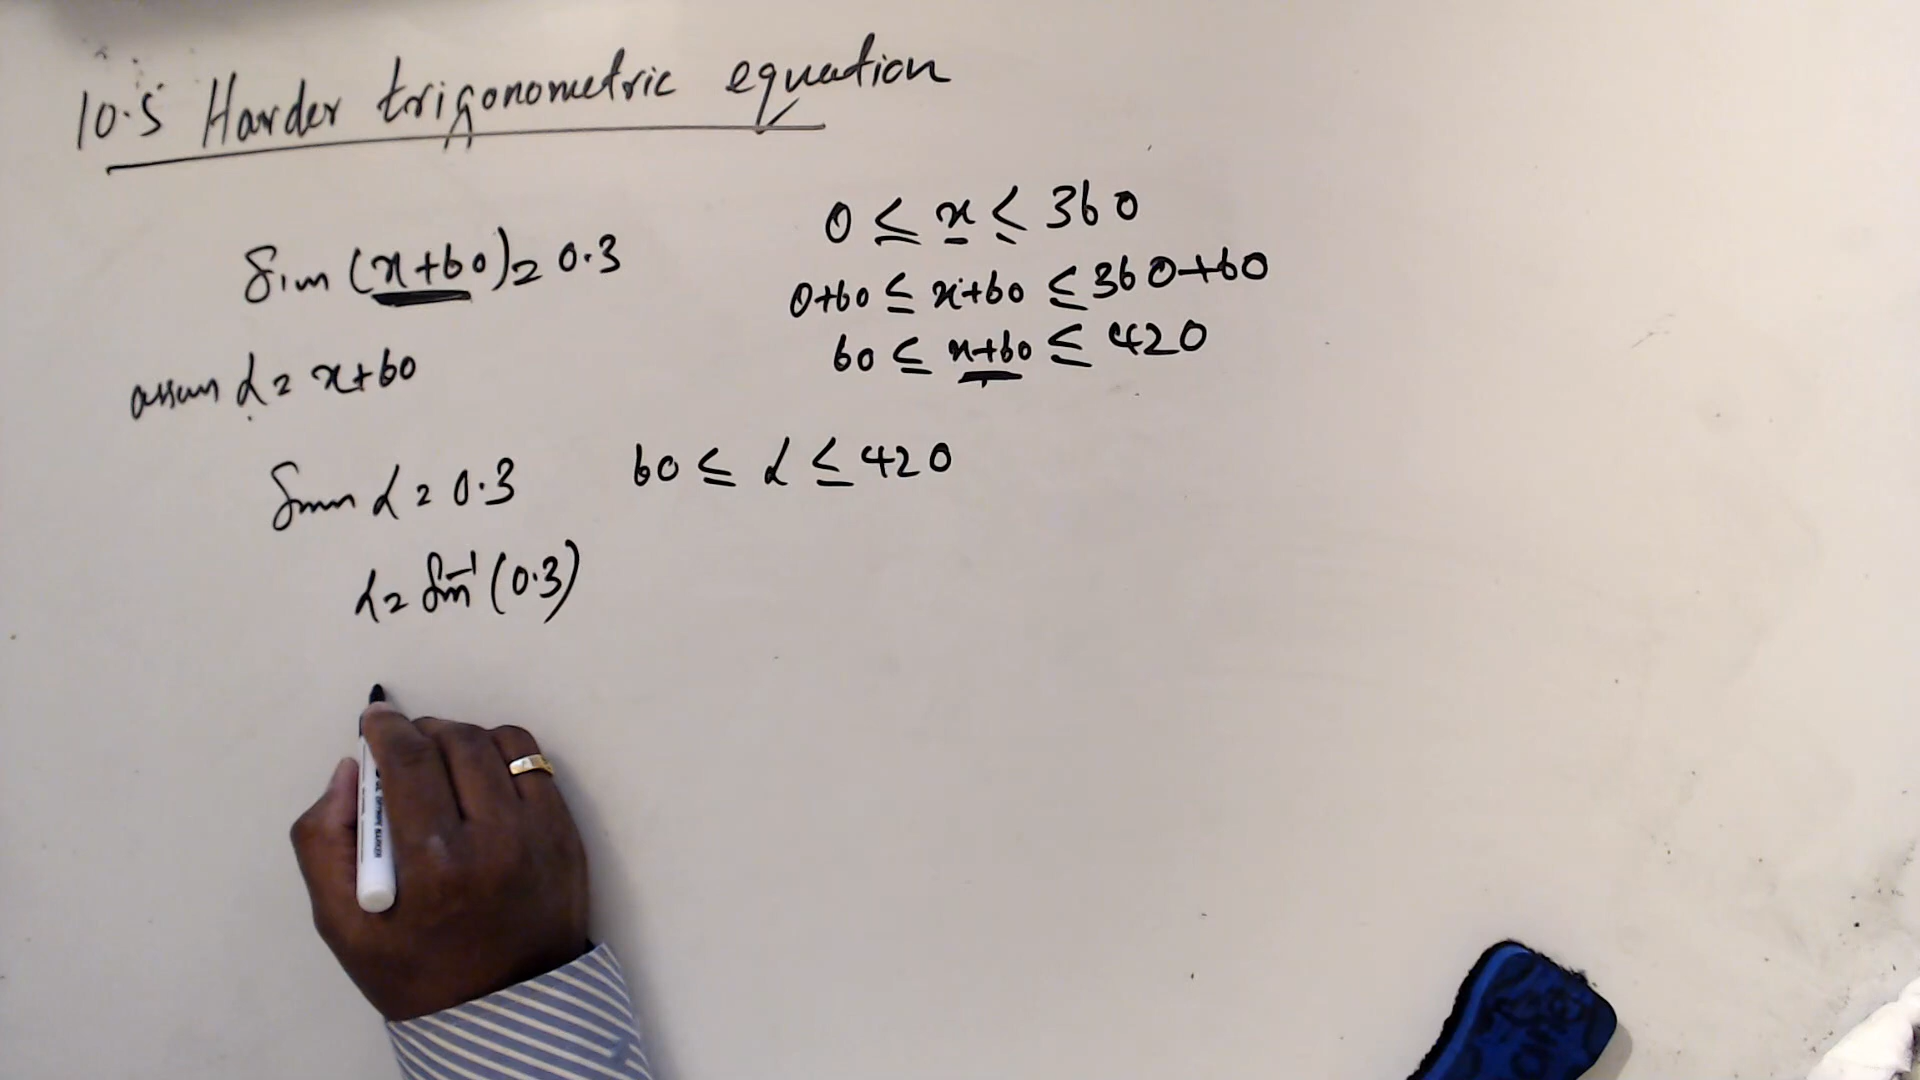 10.5 Harder trigonometric equation
Sin (x+60) = 0.3
0 ≤ x ≤ 360
0+60 ≤ x+60 ≤ 360+60
60 ≤ x+60 ≤ 420
assum α = x+60
Sin α = 0.3
60 ≤ α ≤ 420
α = Sin⁻¹ (0.3)